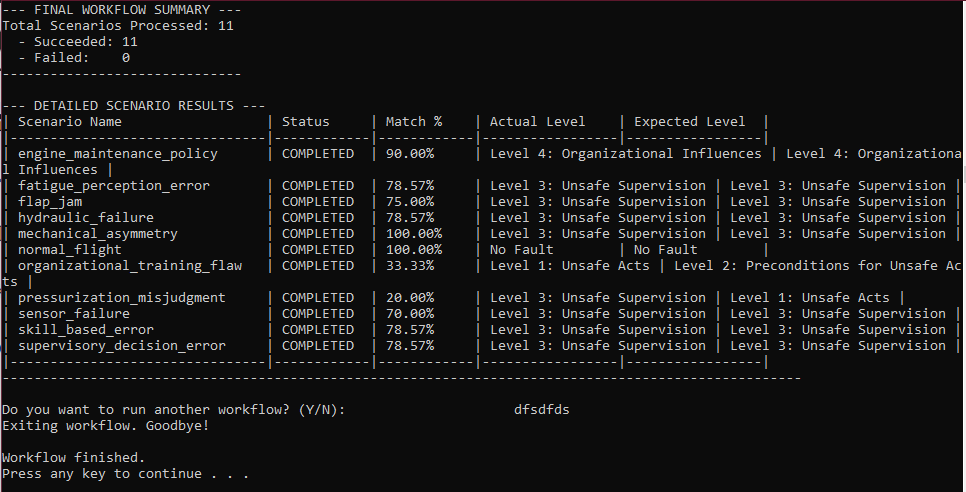 --- FINAL WORKFLOW SUMMARY ---
Total Scenarios Processed: 11
  - Succeeded: 11
  - Failed:    0
------------------------------
--- DETAILED SCENARIO RESULTS ---
| Scenario Name                  | Status     | Match %    | Actual Level    | Expected Level  |
|--------------------------------|------------|------------|-----------------|-----------------|
| engine_maintenance_policy      | COMPLETED  | 90.00%     | Level 4: Organizational Influences | Level 4: Organizationa
l Influences |
| fatigue_perception_error       | COMPLETED  | 78.57%     | Level 3: Unsafe Supervision | Level 3: Unsafe Supervision |
| flap_jam                       | COMPLETED  | 75.00%     | Level 3: Unsafe Supervision | Level 3: Unsafe Supervision |
| hydraulic_failure              | COMPLETED  | 78.57%     | Level 3: Unsafe Supervision | Level 3: Unsafe Supervision |
| mechanical_asymmetry           | COMPLETED  | 100.00%    | Level 3: Unsafe Supervision | Level 3: Unsafe Supervision |
| normal_flight                  | COMPLETED  | 100.00%    | No Fault        | No Fault        |
| organizational_training_flaw   | COMPLETED  | 33.33%     | Level 1: Unsafe Acts | Level 2: Preconditions for Unsafe Ac
ts |
| pressurization_misjudgment     | COMPLETED  | 20.00%     | Level 3: Unsafe Supervision | Level 1: Unsafe Acts |
| sensor_failure                 | COMPLETED  | 70.00%     | Level 3: Unsafe Supervision | Level 3: Unsafe Supervision |
| skill_based_error              | COMPLETED  | 78.57%     | Level 3: Unsafe Supervision | Level 3: Unsafe Supervision |
| supervisory_decision_error     | COMPLETED  | 78.57%     | Level 3: Unsafe Supervision | Level 3: Unsafe Supervision |
|--------------------------------|------------|------------|-----------------|-----------------|
----------------------------------------------------------------------------------------------------
Do you want to run another workflow? (Y/N):                     dfsdfds
Exiting workflow. Goodbye!
Workflow finished.
Press any key to continue . . .